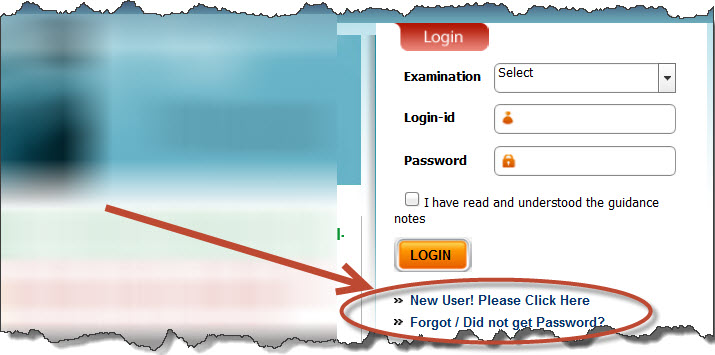 Login
Examination Select
Login-id
Password
I have read and understood the guidance
notes
LOGIN
» New User! Please Click Here
» Forgot / Did not get Password?